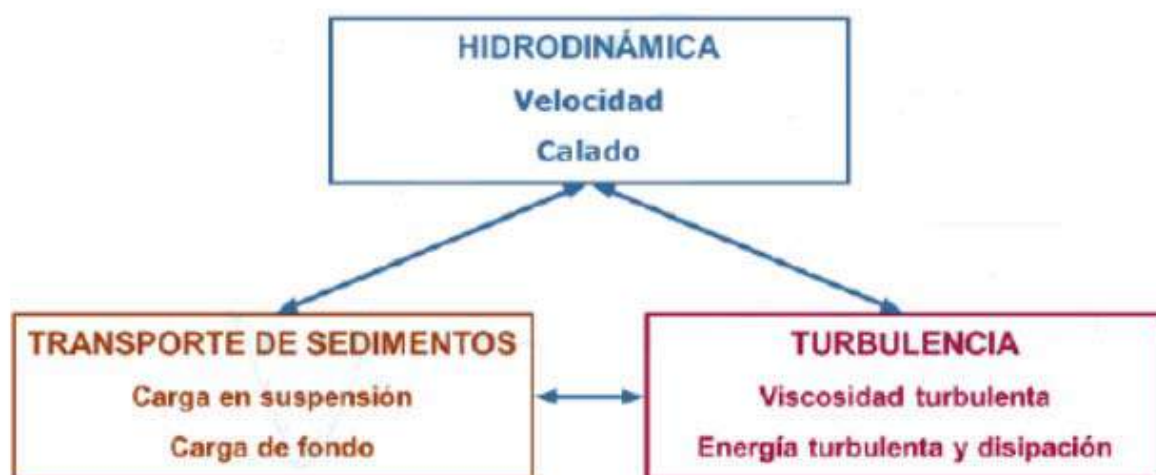 HIDRODINÁMICA
Velocidad
Calado
TRANSPORTE DE SEDIMENTOS
Carga en suspensión
Carga de fondo
TURBULENCIA
Viscosidad turbulenta
Energía turbulenta y disipación